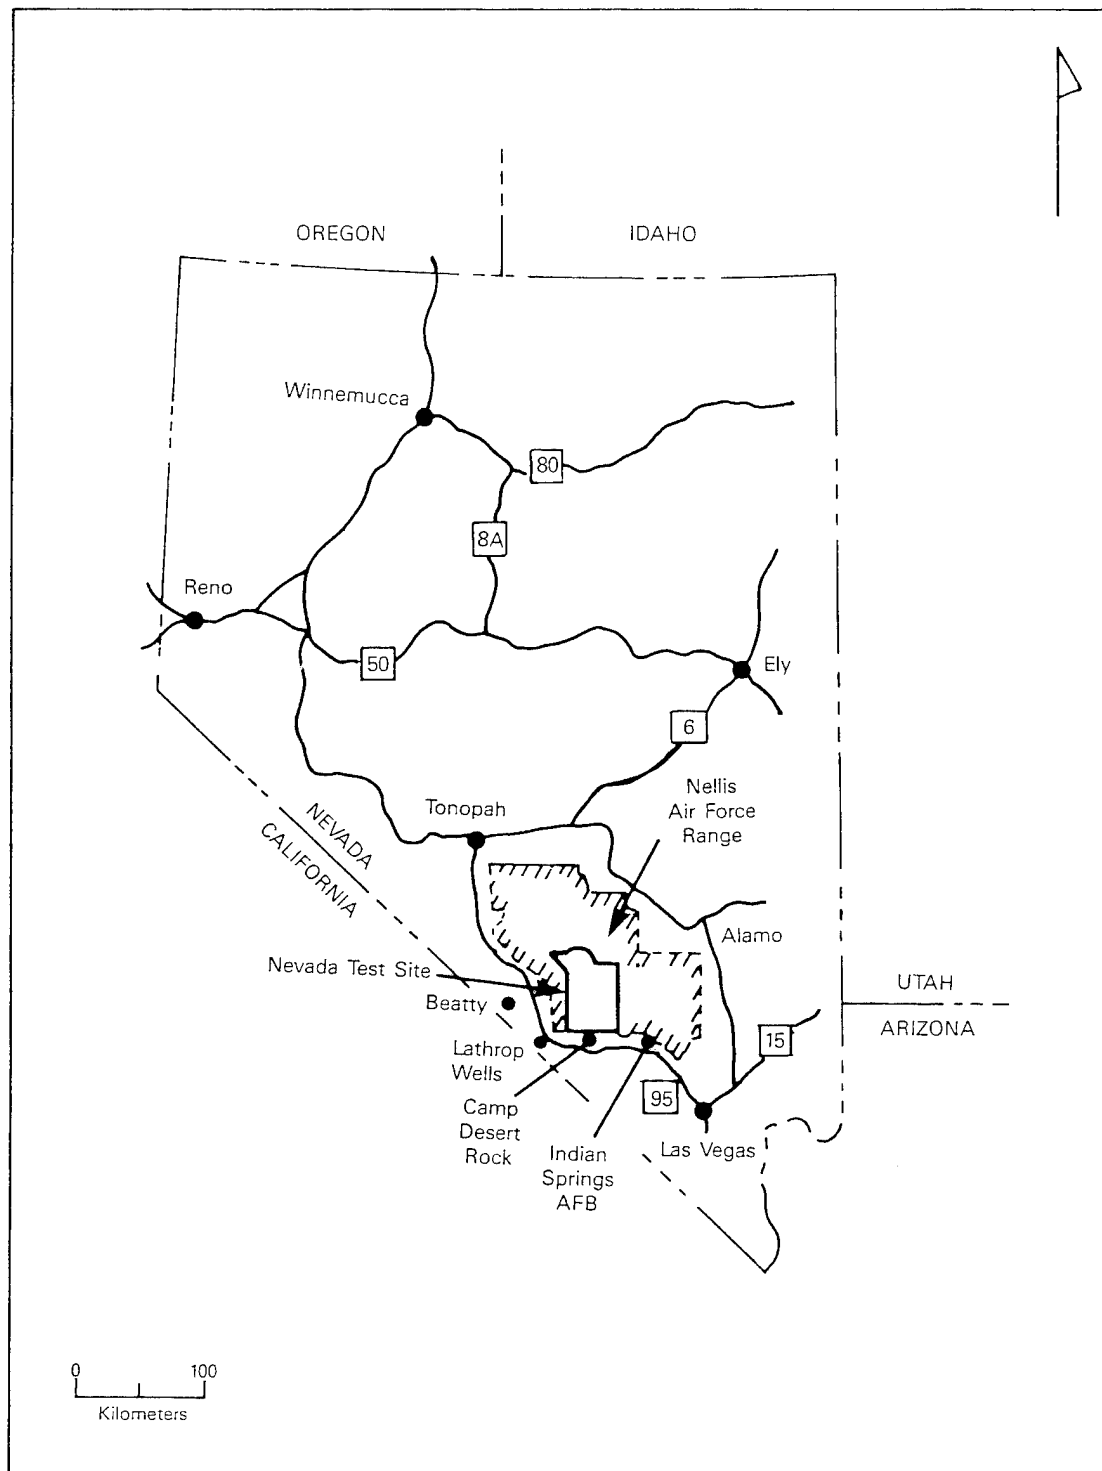 OREGON
IDAHO
Winnemucca
80
8A
Reno
50
Ely
6
Nellis
Air Force
Range
Tonopah
NEVADA
CALIFORNIA
Alamo
Nevada Test Site
Beatty
UTAH
ARIZONA
Lathrop
Wells
15
95
Camp
Desert
Rock
Indian
Springs
AFB
Las Vegas
0 100
Kilometers